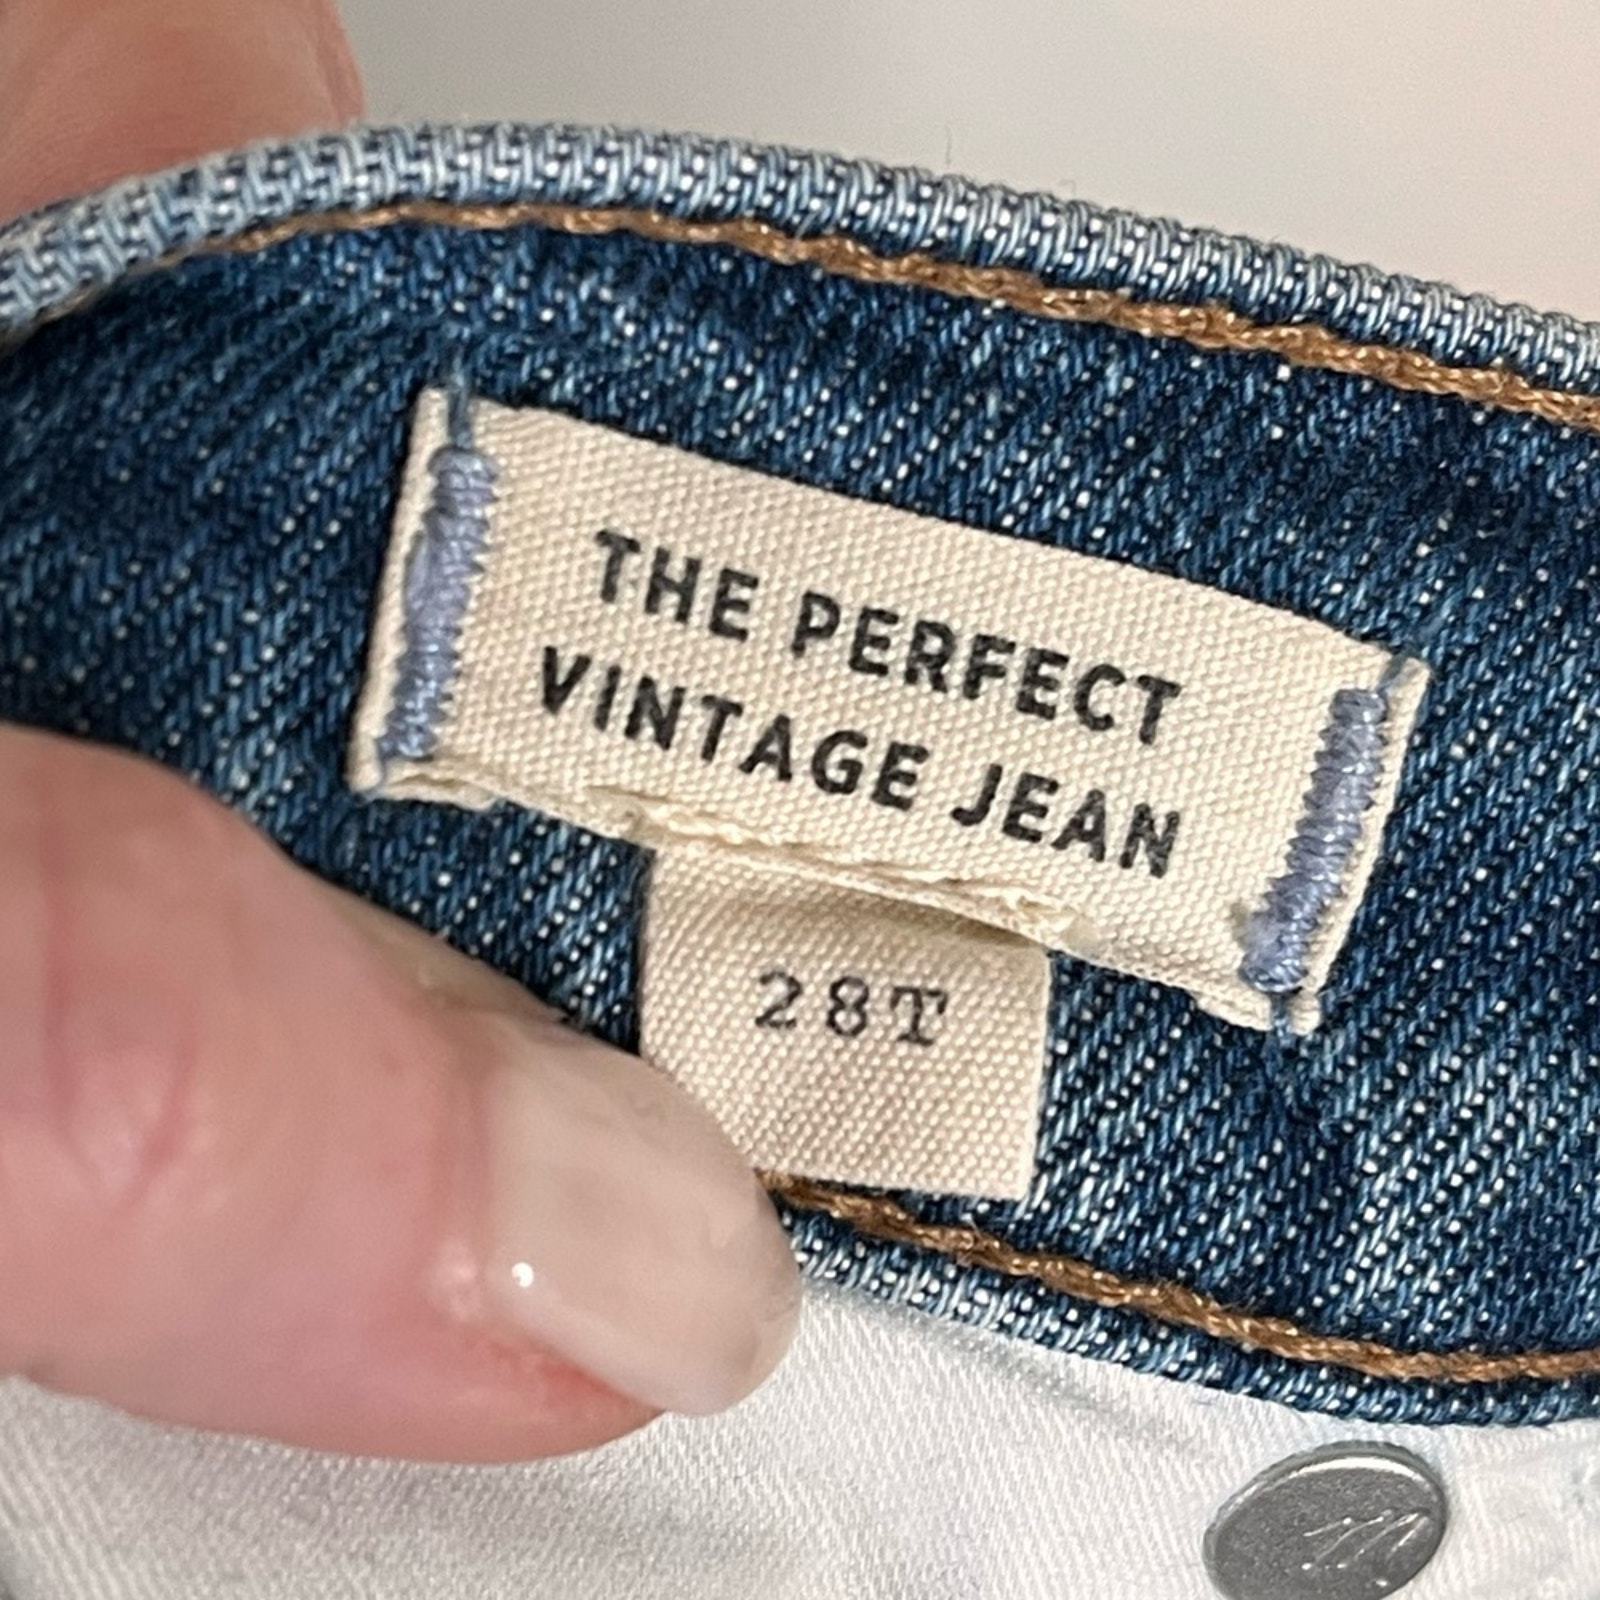 THE PERFECT
VINTAGE JEAN
28T